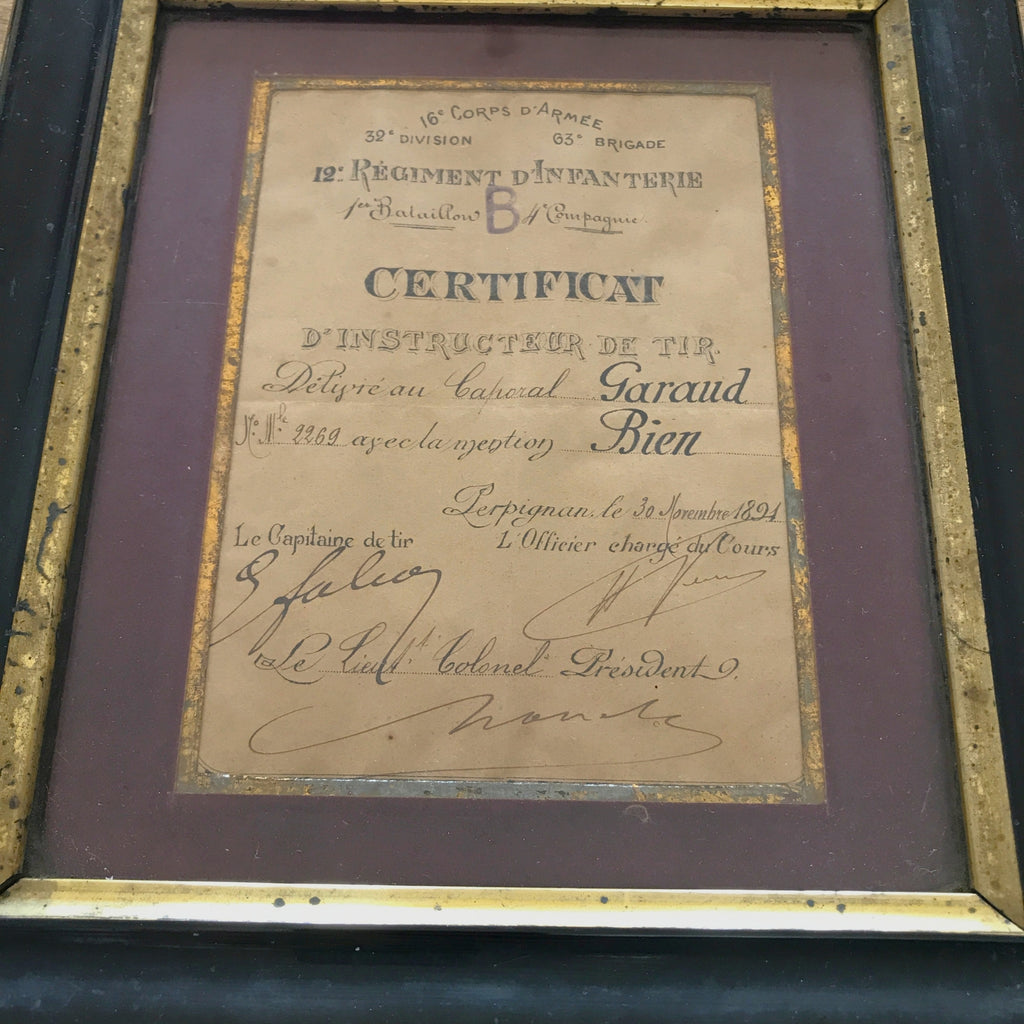 16e CORPS D'ARMÉE
32e DIVISION 63e BRIGADE
12e RÉGIMENT D'INFANTERIE
1er Bataillon B 4e Compagnie.
CERTIFICAT
D'INSTRUCTEUR DE TIR.
Délivré au Caporal Garaud
No. Mle 2269 avec la mention Bien
Perpignan, le 30 Novembre 1891
Le Capitaine de tir L'Officier chargé du Cours
Le Lieut.t Colonel Président